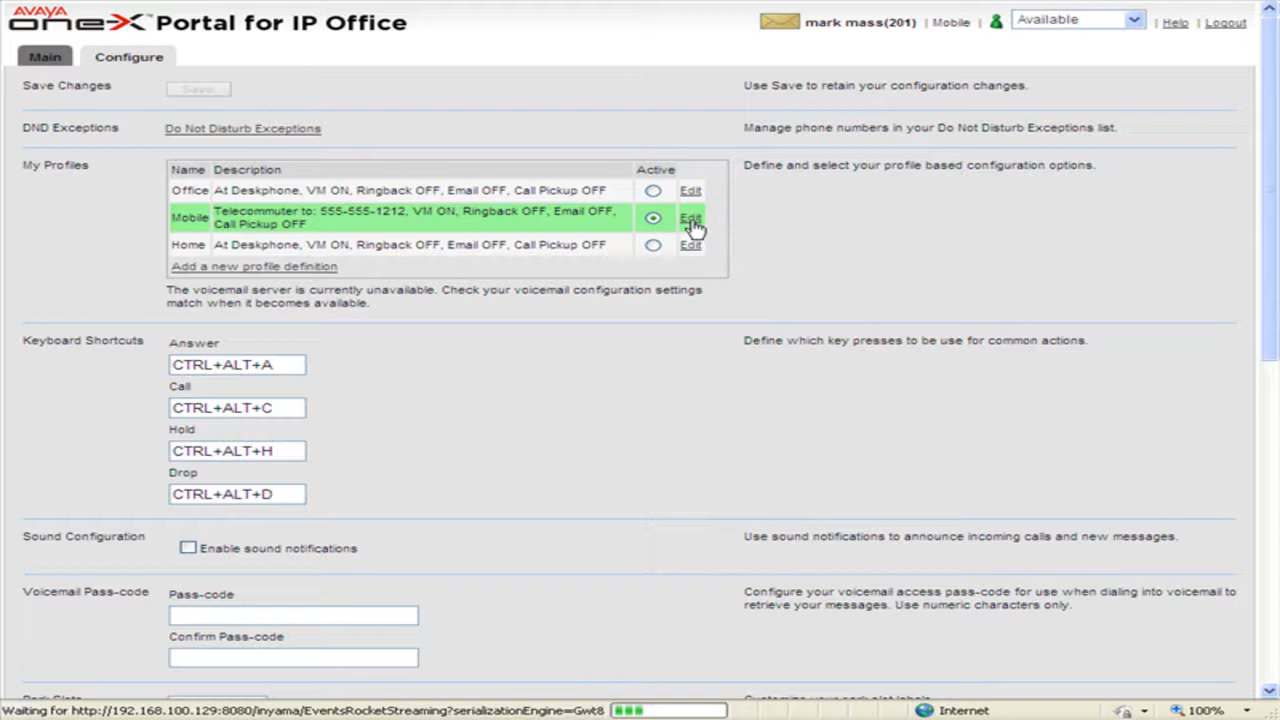 AVAYA
one-X Portal for IP Office
mark mass(201) | Mobile | Available | Help | Logout
Main Configure
Save Changes Save Use Save to retain your configuration changes.
DND Exceptions Do Not Disturb Exceptions Manage phone numbers in your Do Not Disturb Exceptions list.
My Profiles Define and select your profile based configuration options.
Name Description Active
Office At Deskphone, VM ON, Ringback OFF, Email OFF, Call Pickup OFF Edit
Mobile Telecommuter to: 555-555-1212, VM ON, Ringback OFF, Email OFF, Call Pickup OFF Edit
Home At Deskphone, VM ON, Ringback OFF, Email OFF, Call Pickup OFF Edit
Add a new profile definition
The voicemail server is currently unavailable. Check your voicemail configuration settings
match when it becomes available.
Keyboard Shortcuts Answer Define which key presses to be use for common actions.
CTRL+ALT+A
Call
CTRL+ALT+C
Hold
CTRL+ALT+H
Drop
CTRL+ALT+D
Sound Configuration Use sound notifications to announce incoming calls and new messages.
Enable sound notifications
Voicemail Pass-code Pass-code Configure your voicemail access pass-code for use when dialing into voicemail to
retrieve your messages. Use numeric characters only.
Confirm Pass-code
Waiting for http://192.168.100.129:8080/inyama/EventsRocketStreaming?serializationEngine=Gwt8 Internet 100%